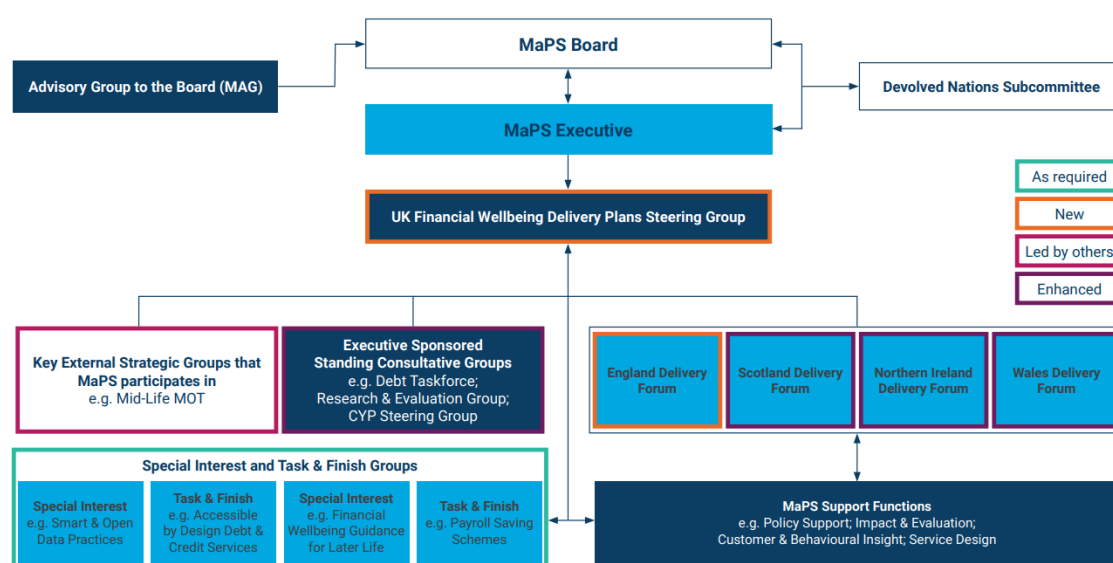 MaPS Board
Advisory Group to the Board (MAG)
Devolved Nations Subcommittee
MaPS Executive
As required
UK Financial Wellbeing Delivery Plans Steering Group
New
Led by others
Enhanced
Key External Strategic Groups that
MaPS participates in
e.g. Mid-Life MOT
Executive Sponsored
Standing Consultative Groups
e.g. Debt Taskforce;
Research & Evaluation Group;
CYP Steering Group
England Delivery
Forum
Scotland Delivery
Forum
Northern Ireland
Delivery Forum
Wales Delivery
Forum
Special Interest and Task & Finish Groups
Special Interest
e.g. Smart & Open
Data Practices
Task & Finish
e.g. Accessible
by Design Debt &
Credit Services
Special Interest
e.g. Financial
Wellbeing Guidance
for Later Life
Task & Finish
e.g. Payroll Saving
Schemes
MaPS Support Functions
e.g. Policy Support; Impact & Evaluation;
Customer & Behavioural Insight; Service Design